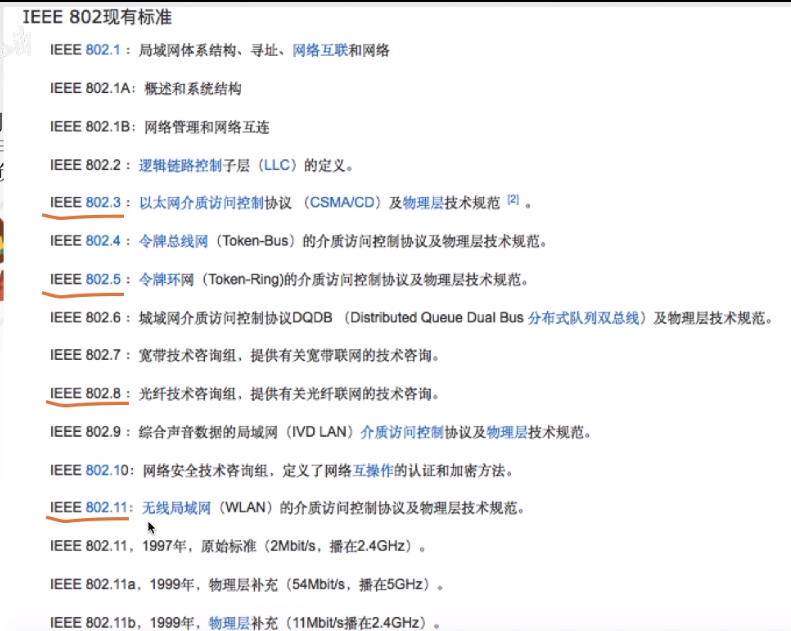 IEEE 802现有标准
IEEE 802.1 : 局域网体系结构、寻址、网络互联和网络
IEEE 802.1A: 概述和系统结构
IEEE 802.1B: 网络管理和网络互连
IEEE 802.2 : 逻辑链路控制子层（LLC）的定义。
IEEE 802.3 : 以太网介质访问控制协议 （CSMA/CD）及物理层技术规范 [2] 。
IEEE 802.4 : 令牌总线网（Token-Bus）的介质访问控制协议及物理层技术规范。
IEEE 802.5 : 令牌环网（Token-Ring)的介质访问控制协议及物理层技术规范。
IEEE 802.6 : 城域网介质访问控制协议DQDB （Distributed Queue Dual Bus 分布式队列双总线）及物理层技术规范。
IEEE 802.7 : 宽带技术咨询组，提供有关宽带联网的技术咨询。
IEEE 802.8 : 光纤技术咨询组，提供有关光纤联网的技术咨询。
IEEE 802.9 : 综合声音数据的局域网（IVD LAN）介质访问控制协议及物理层技术规范。
IEEE 802.10: 网络安全技术咨询组，定义了网络互操作的认证和加密方法。
IEEE 802.11: 无线局域网（WLAN）的介质访问控制协议及物理层技术规范。
IEEE 802.11，1997年，原始标准（2Mbit/s，播在2.4GHz）。
IEEE 802.11a，1999年，物理层补充（54Mbit/s，播在5GHz）。
IEEE 802.11b，1999年，物理层补充（11Mbit/s播在2.4GHz）。